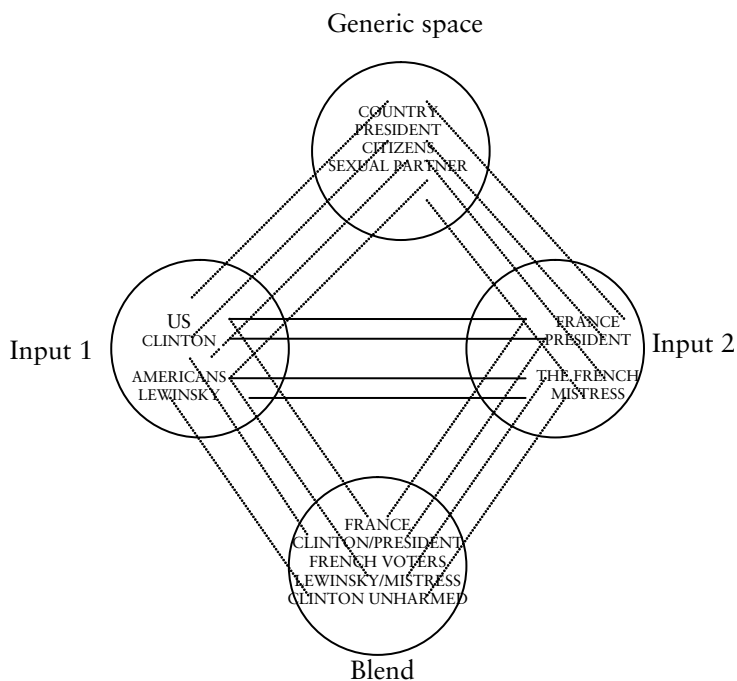 Generic space
COUNTRY
PRESIDENT
CITIZENS
SEXUAL PARTNER
Input 1
US
CLINTON
AMERICANS
LEWINSKY
FRANCE
PRESIDENT
THE FRENCH
MISTRESS
Input 2
FRANCE
CLINTON/PRESIDENT
FRENCH VOTERS
LEWINSKY/MISTRESS
CLINTON UNHARMED
Blend